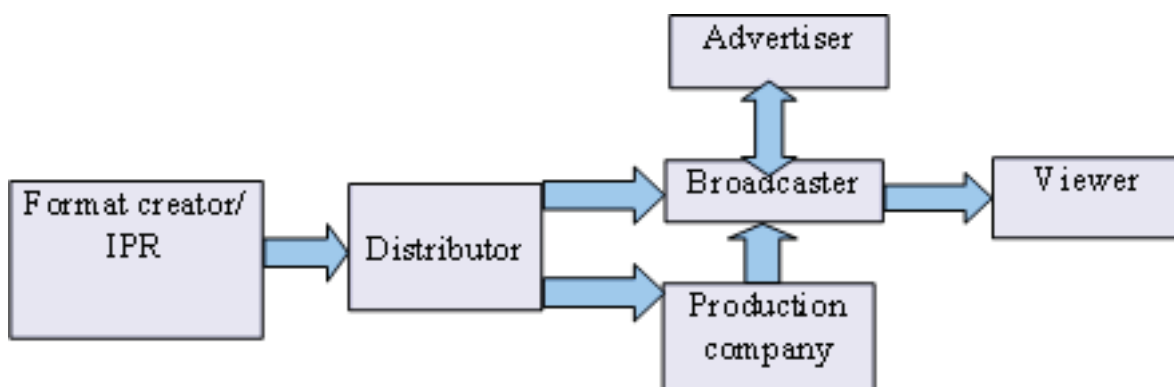 Advertiser
Format creator/
IPR
Distributor
Broadcaster
Viewer
Production
company